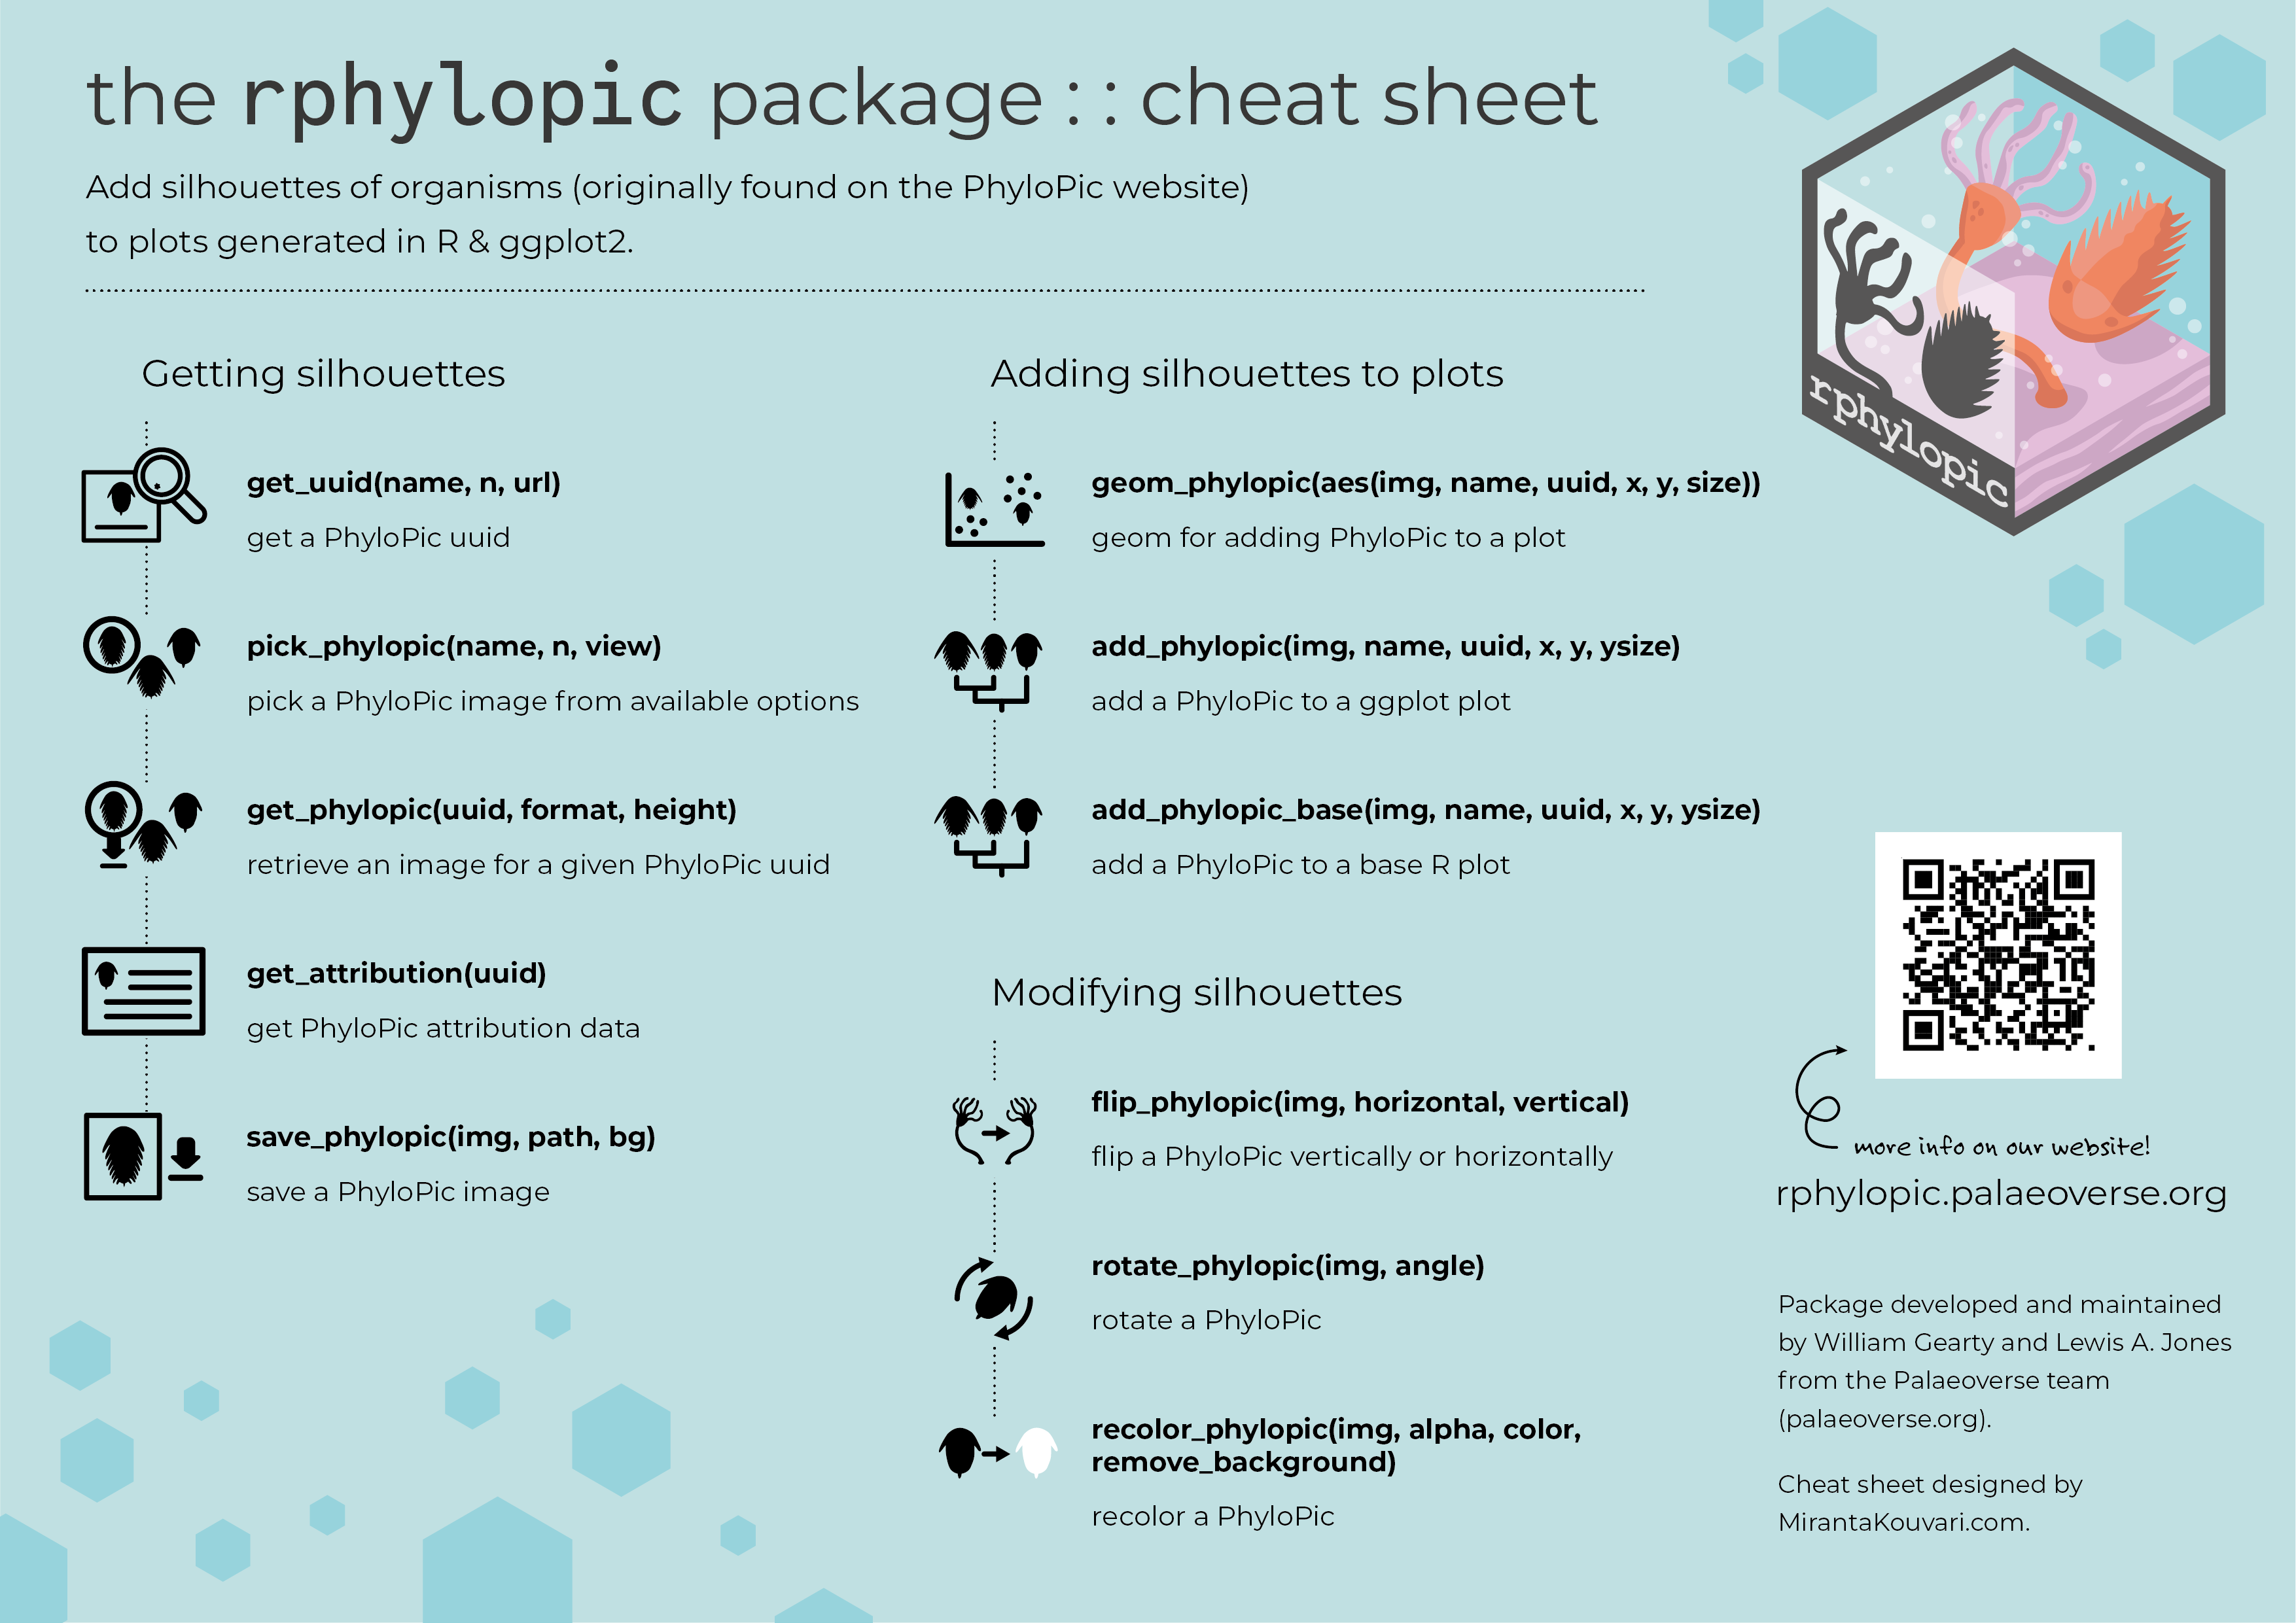 the rphylopic package : : cheat sheet
Add silhouettes of organisms (originally found on the PhyloPic website)
to plots generated in R & ggplot2.
Getting silhouettes
get_uuid(name, n, url)
get a PhyloPic uuid
pick_phylopic(name, n, view)
pick a PhyloPic image from available options
get_phylopic(uuid, format, height)
retrieve an image for a given PhyloPic uuid
get_attribution(uuid)
get PhyloPic attribution data
save_phylopic(img, path, bg)
save a PhyloPic image
Adding silhouettes to plots
geom_phylopic(aes(img, name, uuid, x, y, size))
geom for adding PhyloPic to a plot
add_phylopic(img, name, uuid, x, y, ysize)
add a PhyloPic to a ggplot plot
add_phylopic_base(img, name, uuid, x, y, ysize)
add a PhyloPic to a base R plot
Modifying silhouettes
flip_phylopic(img, horizontal, vertical)
flip a PhyloPic vertically or horizontally
rotate_phylopic(img, angle)
rotate a PhyloPic
recolor_phylopic(img, alpha, color,
remove_background)
recolor a PhyloPic
rphylopic
more info on our website!
rphylopic.palaeoverse.org
Package developed and maintained
by William Gearty and Lewis A. Jones
from the Palaeoverse team
(palaeoverse.org).
Cheat sheet designed by
MirantaKouvari.com.